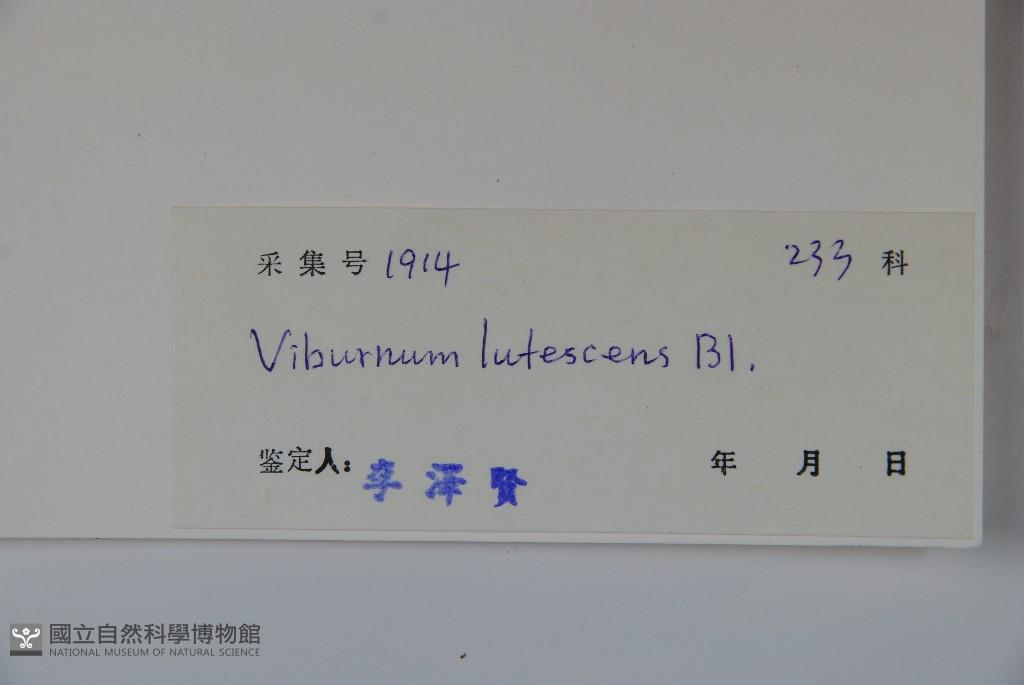 采集号 1914 233 科
Viburnum lutescens Bl.
鉴定人: 李泽贤 年 月 日
國立自然科學博物館
NATIONAL MUSEUM OF NATURAL SCIENCE